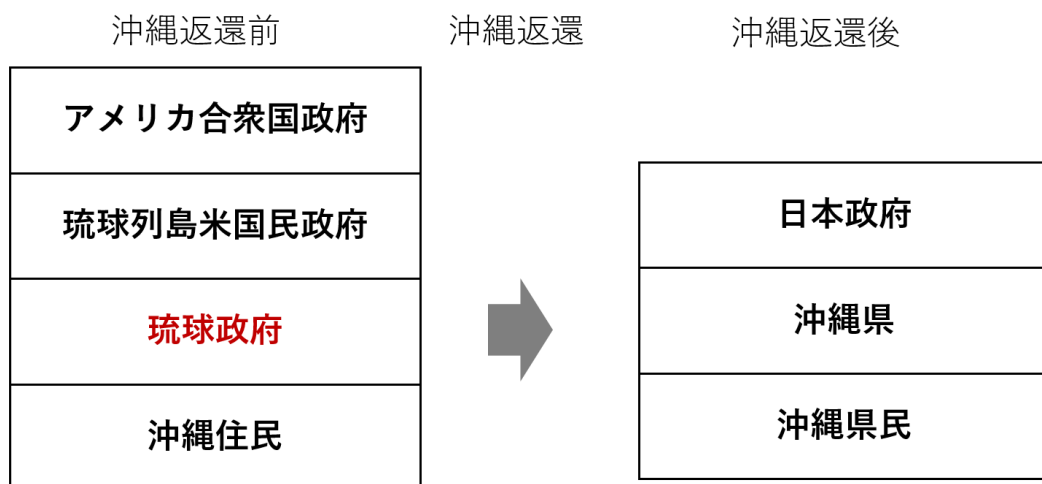 沖縄返還前
沖縄返還
沖縄返還後
アメリカ合衆国政府
琉球列島米国民政府
琉球政府
沖縄住民
日本政府
沖縄県
沖縄県民